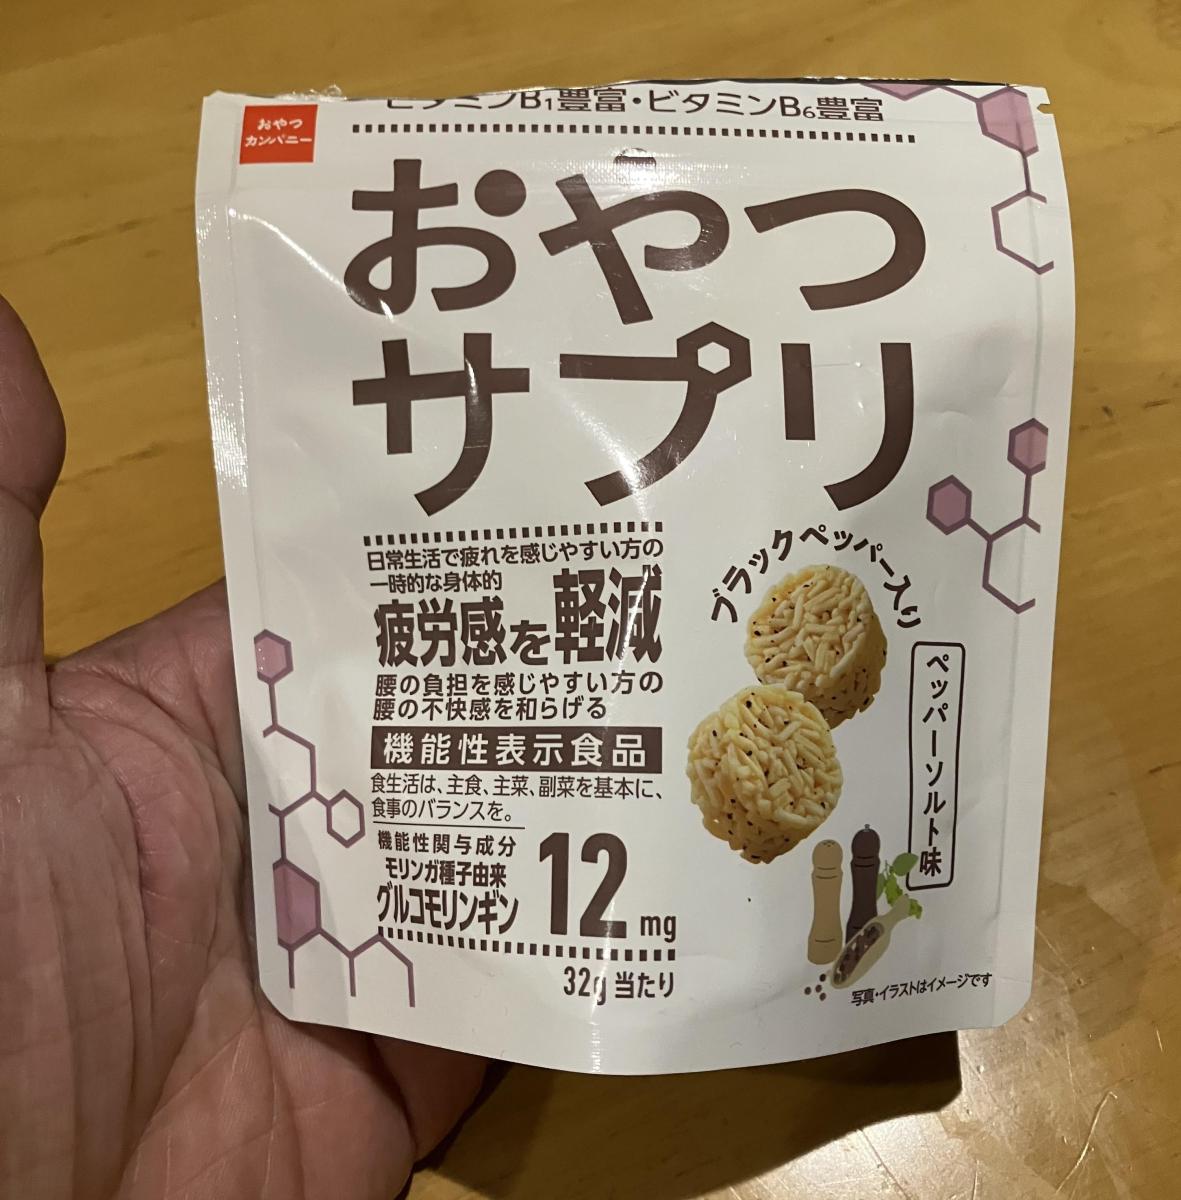 ビタミンB1豊富・ビタミンB6豊富
おやつ
カンパニー
おやつ
サプリ
日常生活で疲れを感じやすい方の
一時的な身体的
疲労感を軽減
腰の負担を感じやすい方の
腰の不快感を和らげる
機能性表示食品
食生活は、主食、主菜、副菜を基本に、
食事のバランスを。
機能性関与成分
モリンガ種子由来
グルコモリンギン 12mg
32g当たり
ブラックペッパー入り
ペッパーソルト味
写真・イラストはイメージです